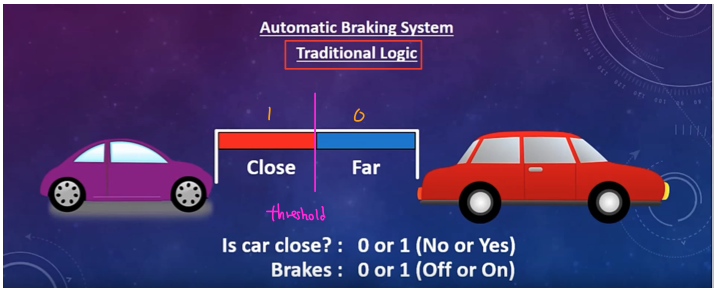 Automatic Braking System
Traditional Logic
1 0
Close Far
threshold
Is car close? : 0 or 1 (No or Yes)
Brakes : 0 or 1 (Off or On)